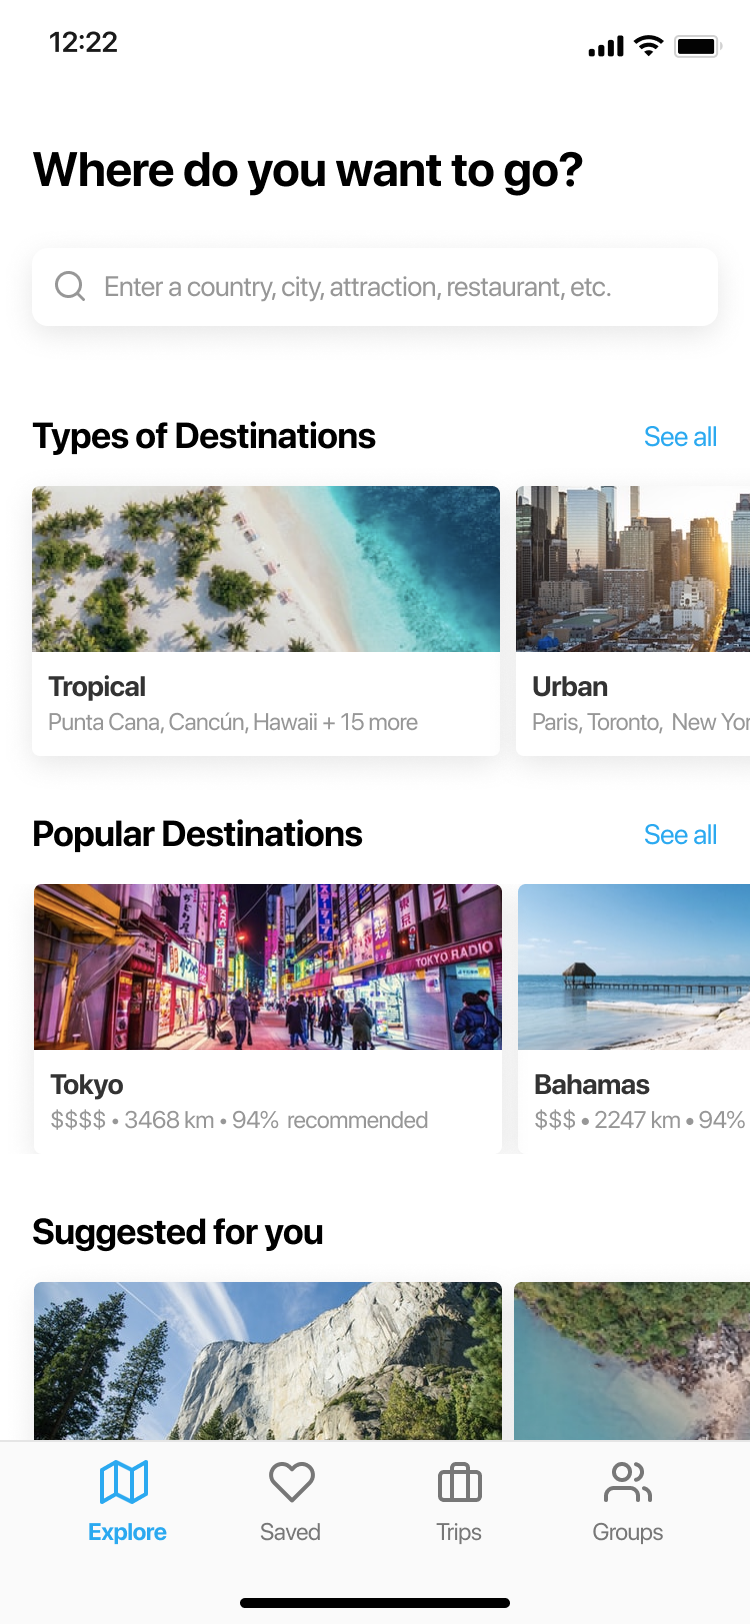 12:22
Where do you want to go?
Enter a country, city, attraction, restaurant, etc.
Types of Destinations
See all
Tropical
Punta Cana, Cancún, Hawaii + 15 more
Urban
Paris, Toronto, New Yor
Popular Destinations
See all
TOKYO RADIO
Tokyo
$$$$ • 3468 km • 94% recommended
Bahamas
$$$ • 2247 km • 94%
Suggested for you
Explore
Saved
Trips
Groups